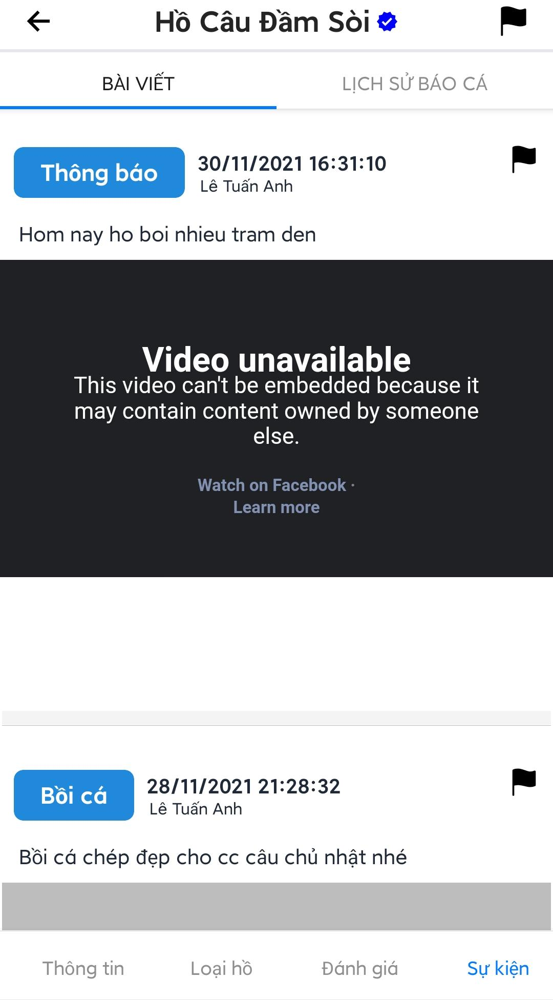 Hồ Câu Đầm Sòi
BÀI VIẾT
LỊCH SỬ BÁO CÁ
Thông báo
30/11/2021 16:31:10
Lê Tuấn Anh
Hom nay ho boi nhieu tram den
Video unavailable
This video can't be embedded because it
may contain content owned by someone
else.
Watch on Facebook ·
Learn more
Bồi cá
28/11/2021 21:28:32
Lê Tuấn Anh
Bồi cá chép đẹp cho cc câu chủ nhật nhé
Thông tin
Loại hồ
Đánh giá
Sự kiện